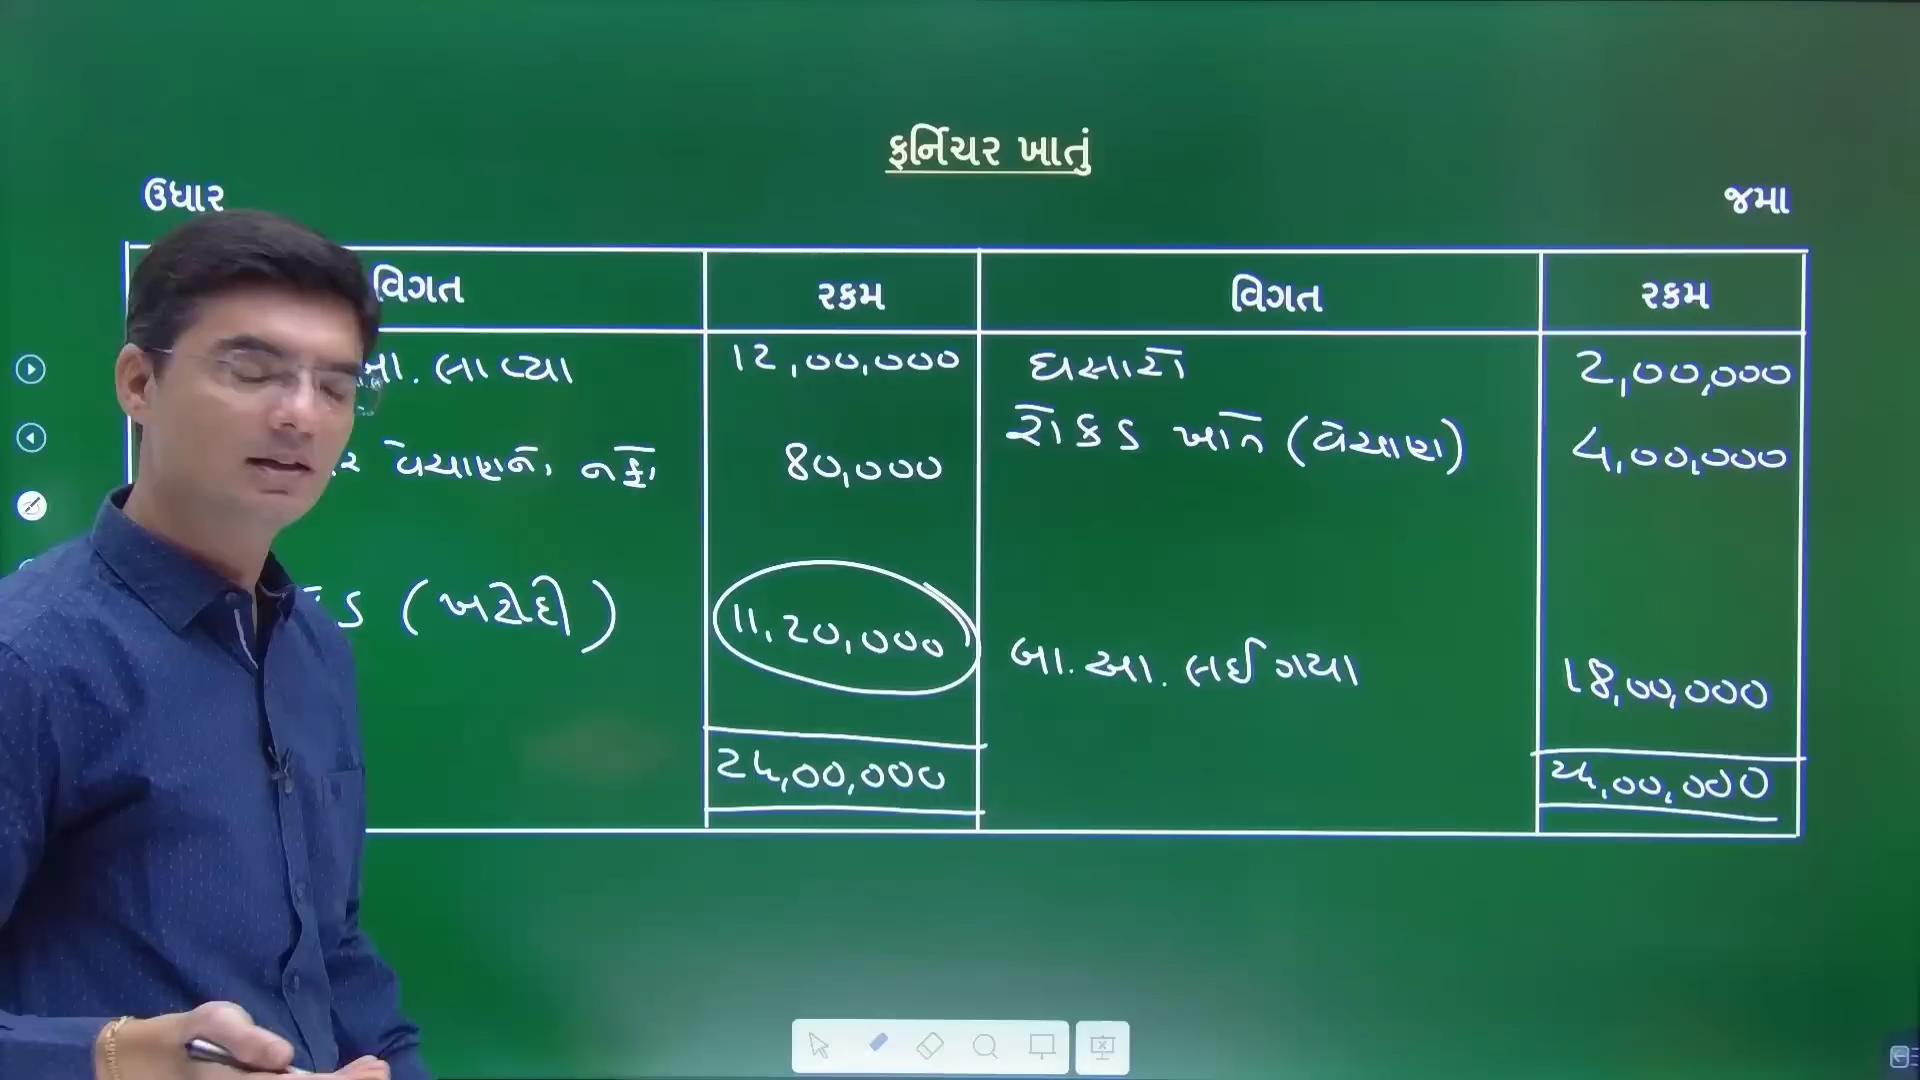 ફર્નિચર ખાતું
ઉધાર જમા
વિગત રકમ વિગત રકમ
આ. લાવ્યા 12,00,000 ઘસારો 2,00,000
વેચાણનો નફો 80,000 રોકડ ખાતે (વેચાણ) 4,00,000
(ખરીદી) 11,20,000 બા.આ. લઈ ગયા 18,00,000
24,00,000 24,00,000